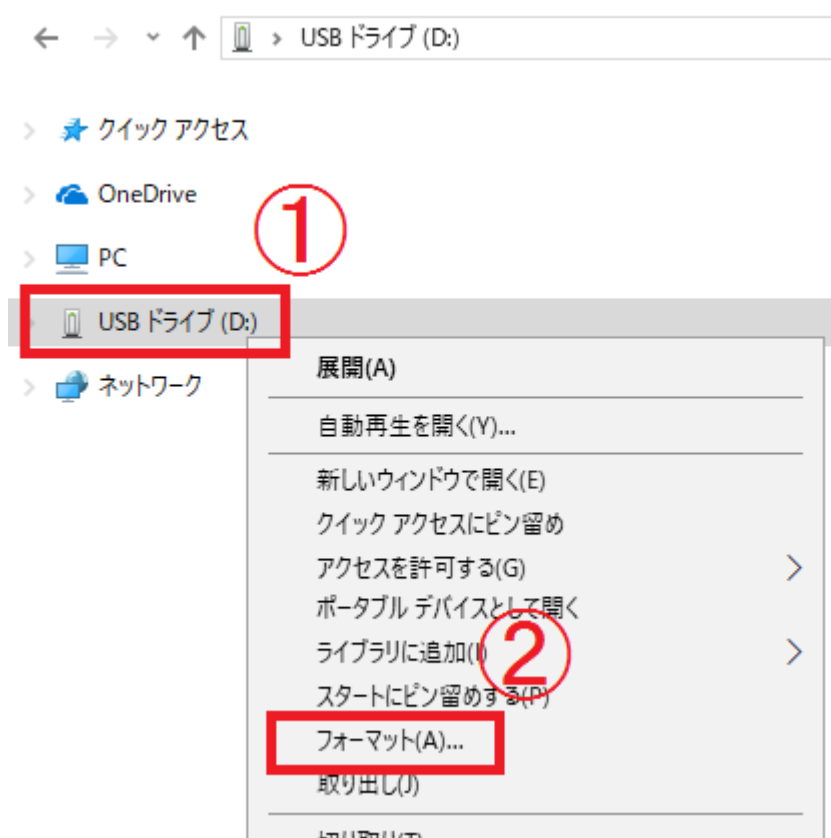 USB ドライブ (D:)
クイック アクセス
OneDrive
①
PC
USB ドライブ (D:)
ネットワーク
展開(A)
自動再生を開く(Y)...
新しいウィンドウで開く(E)
クイック アクセスにピン留め
アクセスを許可する(G)
ポータブル デバイスとして開く
②
ライブラリに追加(I)
スタートにピン留めする(P)
フォーマット(A)...
取り出し(J)
切り取り(T)